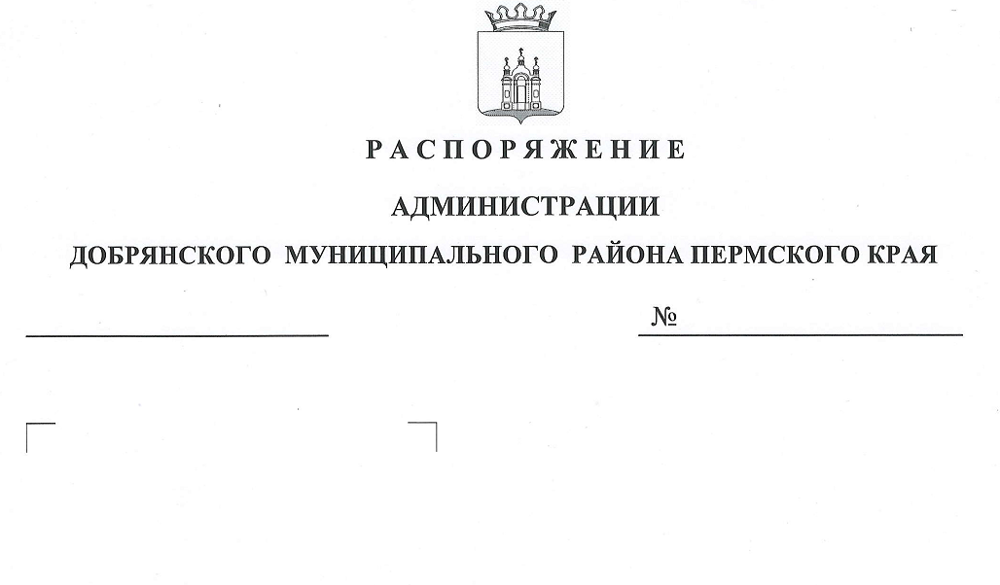 РАСПОРЯЖЕНИЕ
АДМИНИСТРАЦИИ
ДОБРЯНСКОГО МУНИЦИПАЛЬНОГО РАЙОНА ПЕРМСКОГО КРАЯ
№